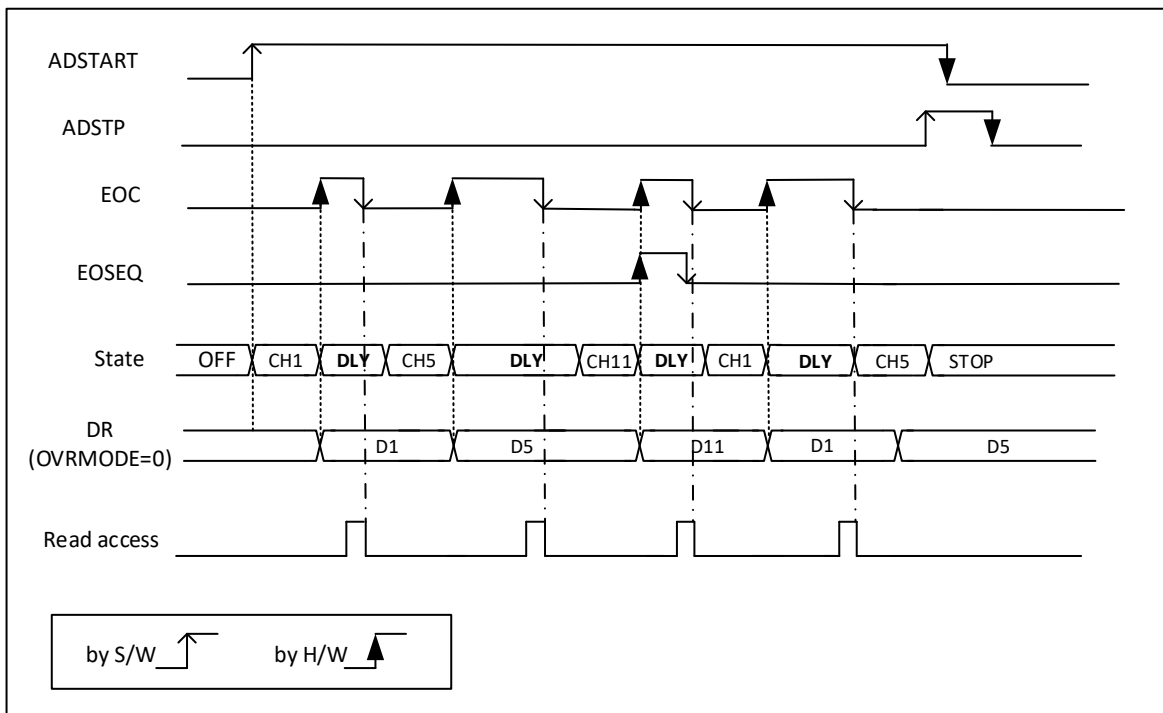 ADSTART
ADSTP
EOC
EOSEQ
State OFF CH1 DLY CH5 DLY CH11 DLY CH1 DLY CH5 STOP
DR
(OVRMODE=0) D1 D5 D11 D1 D5
Read access
by S/W by H/W